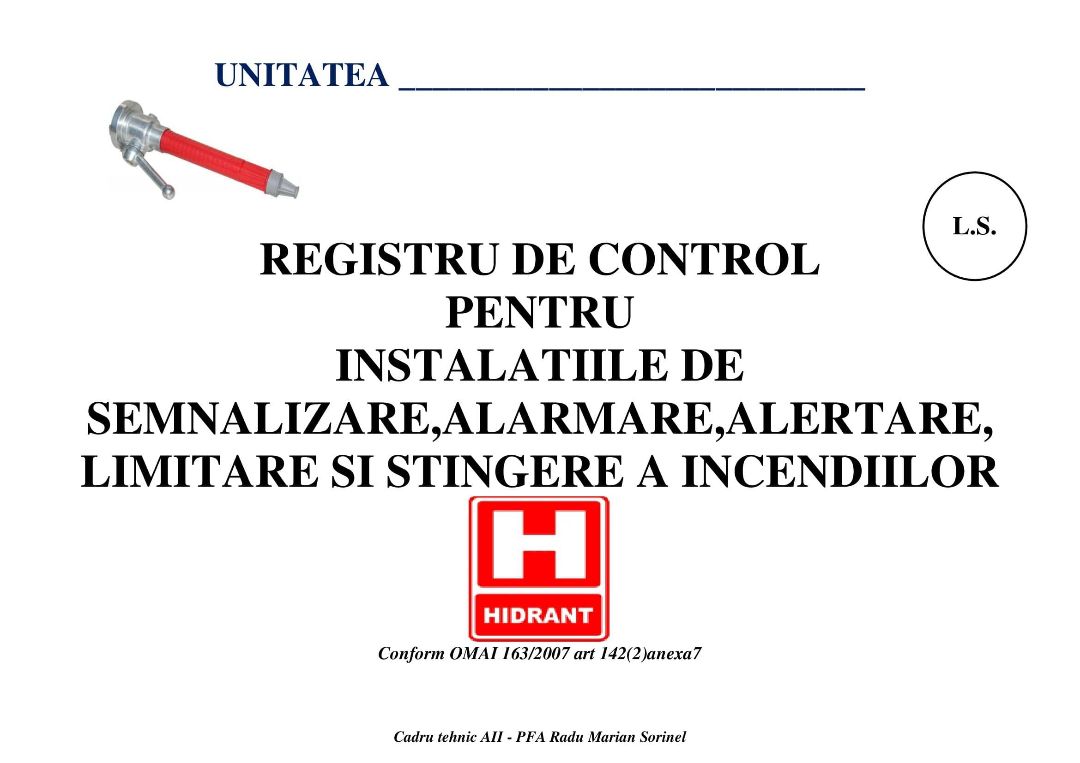 UNITATEA ____________________________
L.S.
REGISTRU DE CONTROL
PENTRU
INSTALATIILE DE
SEMNALIZARE,ALARMARE,ALERTARE,
LIMITARE SI STINGERE A INCENDIILOR
H
HIDRANT
Conform OMAI 163/2007 art 142(2)anexa7
Cadru tehnic AII - PFA Radu Marian Sorinel